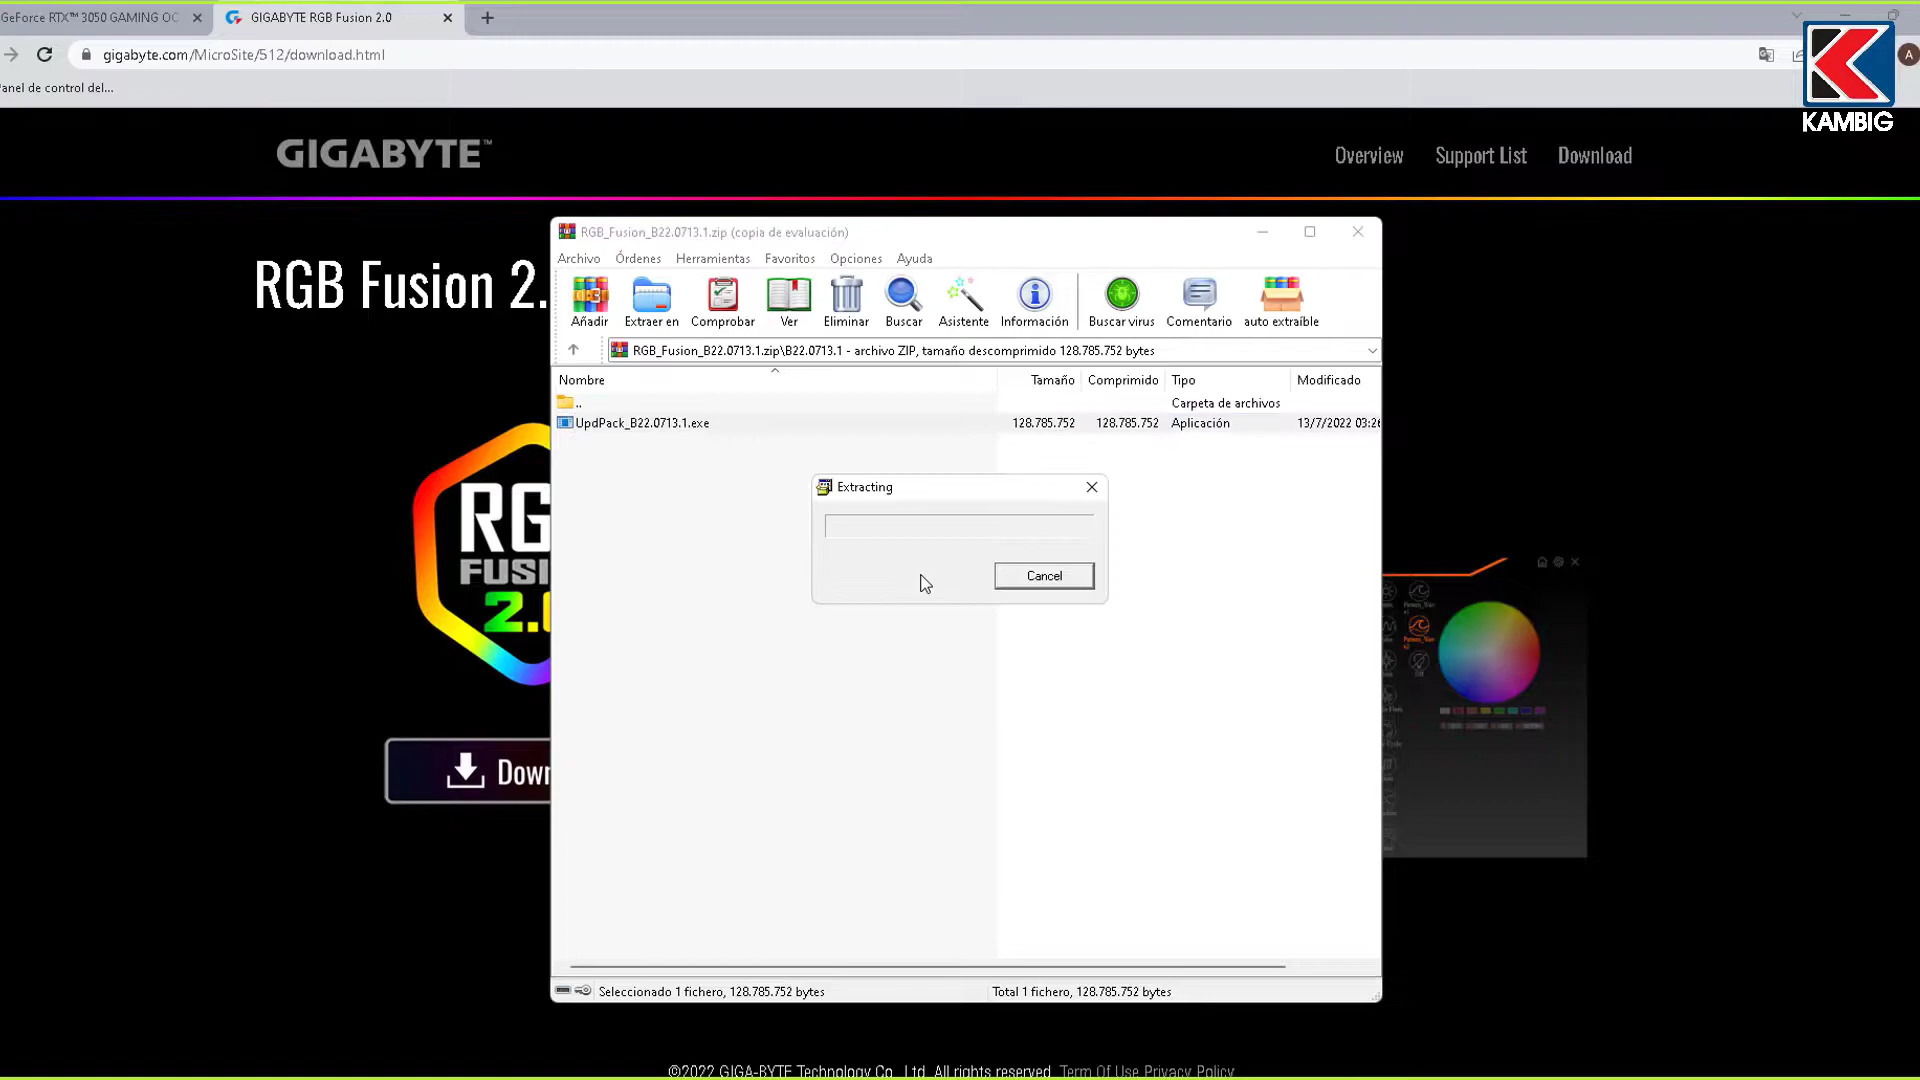 GeForce RTX™ 3050 GAMING OC
GIGABYTE RGB Fusion 2.0
gigabyte.com/MicroSite/512/download.html
A
anel de control del...
KAMBIG
GIGABYTE™
Overview
Support List
Download
RGB Fusion 2.
RGB_Fusion_B22.0713.1.zip (copia de evaluación)
Archivo
Órdenes
Herramientas
Favoritos
Opciones
Ayuda
Añadir
Extraer en
Comprobar
Ver
Eliminar
Buscar
Asistente
Información
Buscar virus
Comentario
auto extraíble
RGB_Fusion_B22.0713.1.zip\B22.0713.1 - archivo ZIP, tamaño descomprimido 128.785.752 bytes
Nombre
Tamaño
Comprimido
Tipo
Modificado
..
Carpeta de archivos
UpdPack_B22.0713.1.exe
128.785.752
128.785.752
Aplicación
13/7/2022 03:26
Extracting
Cancel
RG
FUSI
2.0
Down
Seleccionado 1 fichero, 128.785.752 bytes
Total 1 fichero, 128.785.752 bytes
©2022 GIGA-BYTE Technology Co., Ltd. All rights reserved. Term Of Use Privacy Policy